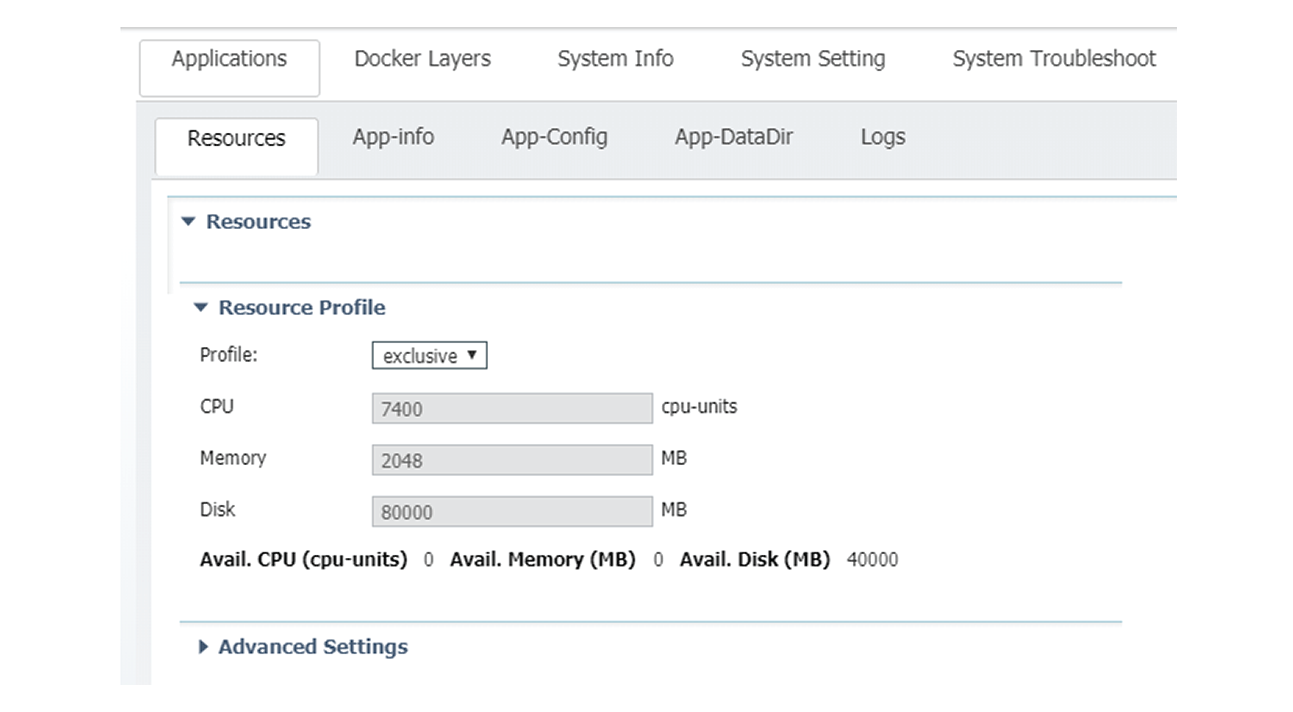 Applications Docker Layers System Info System Setting System Troubleshoot
Resources App-info App-Config App-DataDir Logs
Resources
Resource Profile
Profile: exclusive
CPU 7400 cpu-units
Memory 2048 MB
Disk 80000 MB
Avail. CPU (cpu-units) 0 Avail. Memory (MB) 0 Avail. Disk (MB) 40000
Advanced Settings